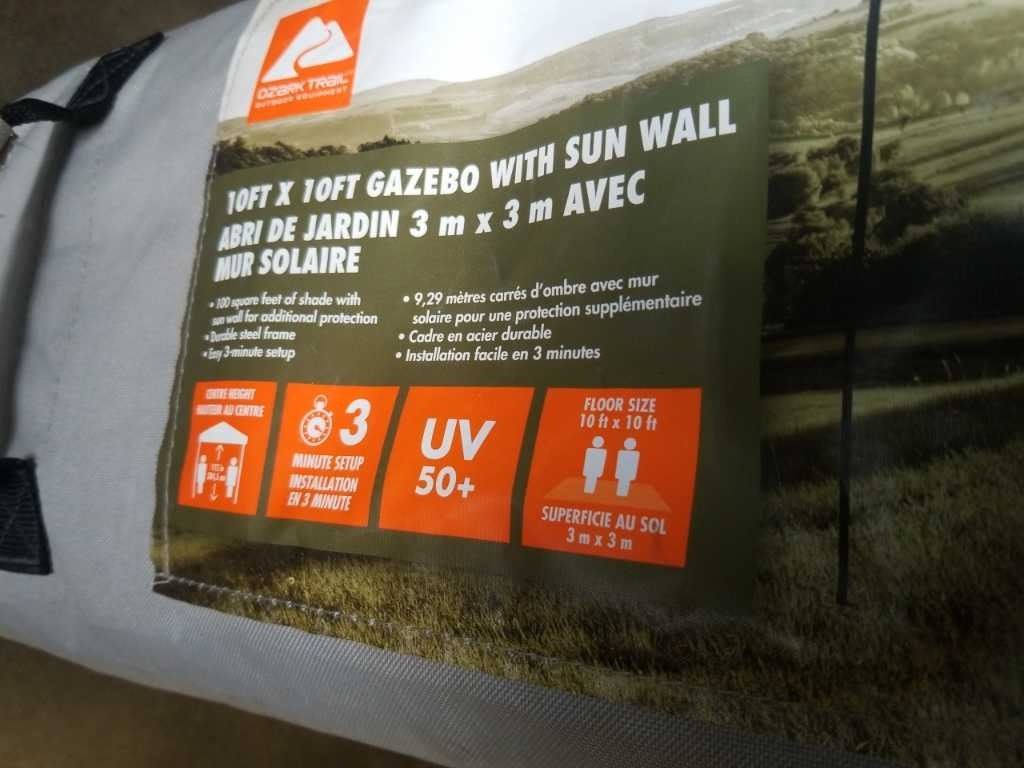 OZARK TRAIL
OUTDOOR EQUIPMENT
10FT X 10FT GAZEBO WITH SUN WALL
ABRI DE JARDIN 3 m x 3 m AVEC
MUR SOLAIRE
• 100 square feet of shade with
sun wall for additional protection
• Durable steel frame
• Easy 3-minute setup
• 9,29 mètres carrés d'ombre avec mur
solaire pour une protection supplémentaire
• Cadre en acier durable
• Installation facile en 3 minutes
CENTRE HEIGHT
HAUTEUR AU CENTRE
3
MINUTE SETUP
INSTALLATION
EN 3 MINUTE
UV
50+
FLOOR SIZE
10 ft x 10 ft
SUPERFICIE AU SOL
3 m x 3 m